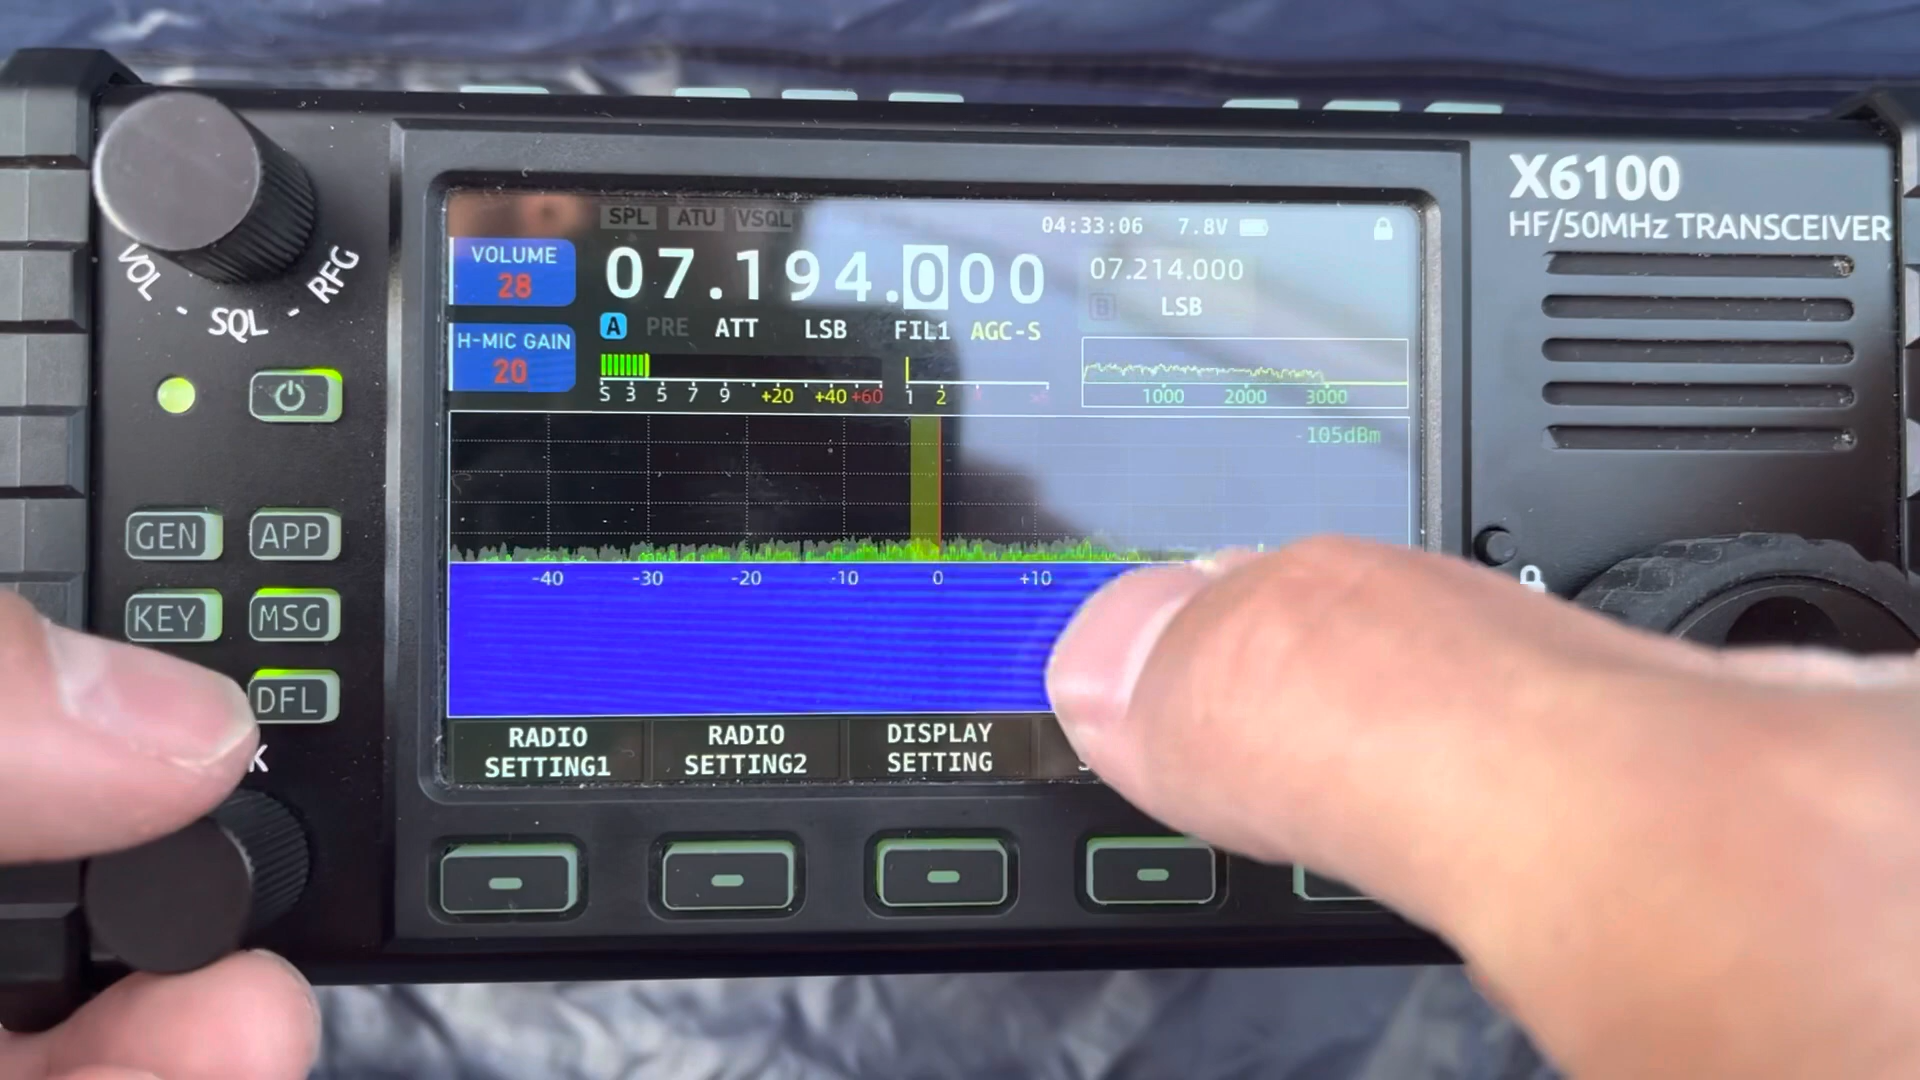 X6100
HF/50MHz TRANSCEIVER
SPL ATU VSQL
04:33:06 7.8V
VOLUME
28
07.194.000
07.214.000
B LSB
H-MIC GAIN
20
A PRE ATT LSB FIL1 AGC-S
S 3 5 7 9 +20 +40 +60
1 2
1000 2000 3000
-105dBm
-40 -30 -20 -10 0 +10
RADIO
SETTING1
RADIO
SETTING2
DISPLAY
SETTING
VOL - SQL - RFG
GEN APP
KEY MSG
DFL